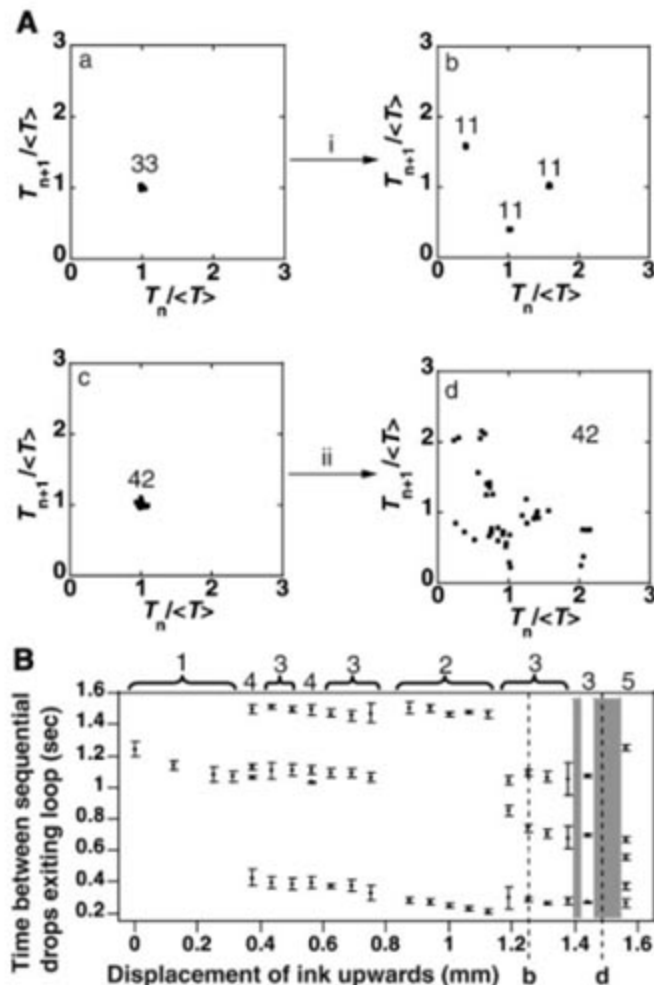 A
a
b
3
2
1
0
T_{n+1}/<T>
33
0 1 2 3
T_n/<T>
i
3
2
1
0
T_{n+1}/<T>
11
11
11
0 1 2 3
T_n/<T>
c
d
3
2
1
0
T_{n+1}/<T>
42
0 1 2 3
T_n/<T>
ii
3
2
1
0
T_{n+1}/<T>
42
0 1 2 3
T_n/<T>
B
1 4 3 4 3 2 3 3 5
Time between sequential
drops exiting loop (sec)
1.6
1.4
1.2
1
0.8
0.6
0.4
0.2
0 0.2 0.4 0.6 0.8 1 1.2 1.4 1.6
Displacement of ink upwards (mm)
b
d